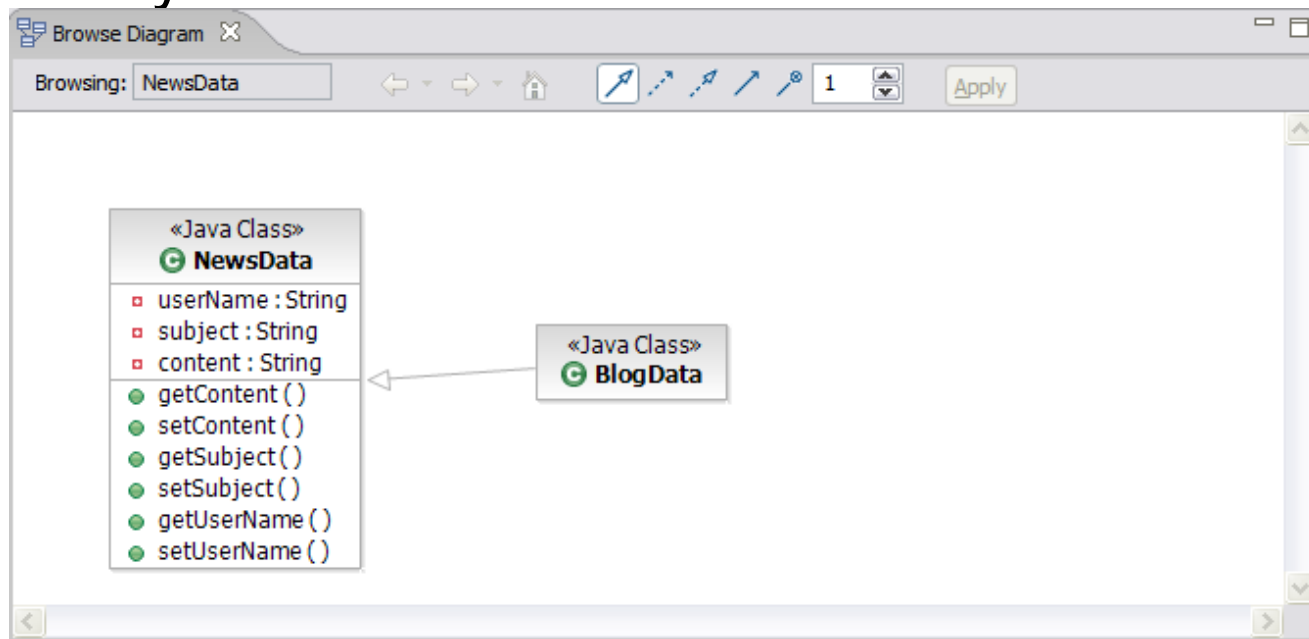 Browse Diagram
Browsing: NewsData 1 Apply
«Java Class»
NewsData
userName : String
subject : String
content : String
getContent ( )
setContent ( )
getSubject ( )
setSubject ( )
getUserName ( )
setUserName ( )
«Java Class»
BlogData